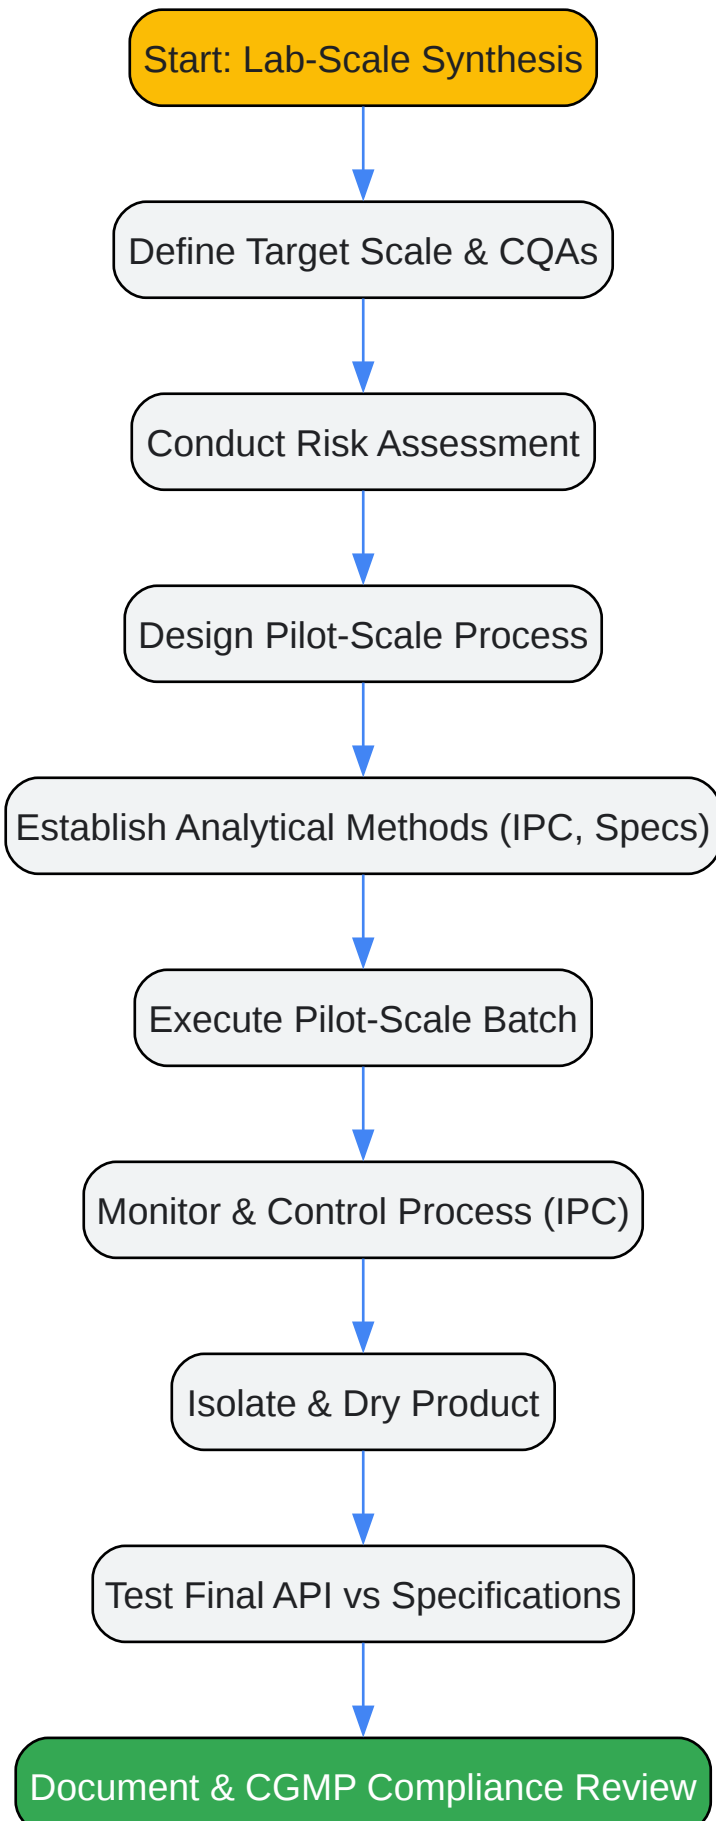 Start: Lab-Scale Synthesis
Define Target Scale & CQAs
Conduct Risk Assessment
Design Pilot-Scale Process
Establish Analytical Methods (IPC, Specs)
Execute Pilot-Scale Batch
Monitor & Control Process (IPC)
Isolate & Dry Product
Test Final API vs Specifications
Document & CGMP Compliance Review